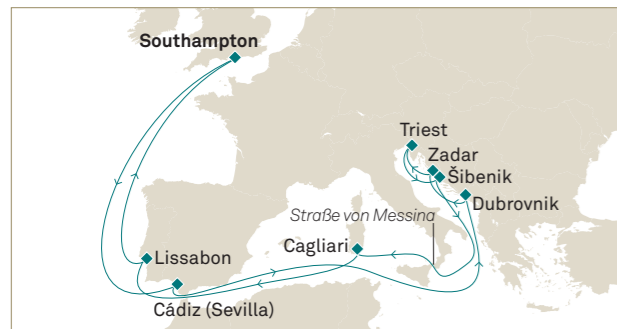 Southampton
Triest
Zadar
Šibenik
Dubrovnik
Straße von Messina
Cagliari
Lissabon
Cádiz (Sevilla)